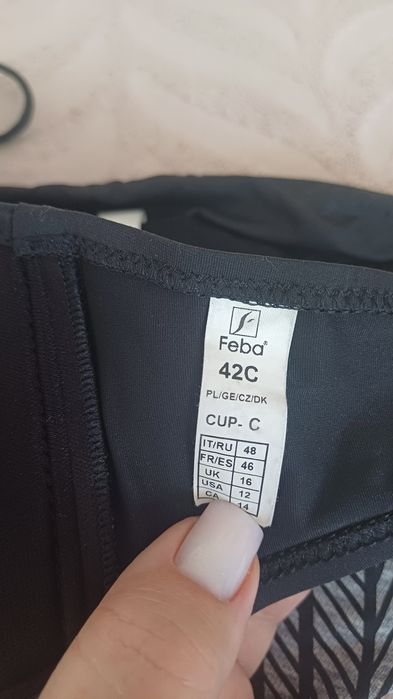 Feba®
42C
PL/GE/CZ/DK
CUP- C
IT/RU 48
FR/ES 46
UK 16
USA 12
CA 14